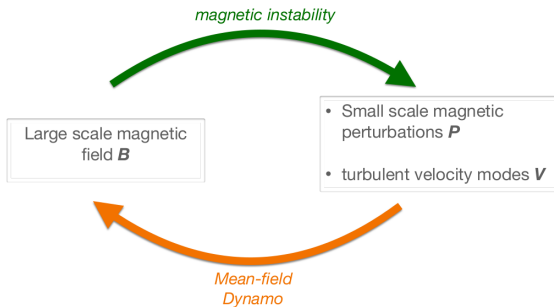 magnetic instability
Large scale magnetic
field B
• Small scale magnetic
perturbations P
• turbulent velocity modes V
Mean-field
Dynamo